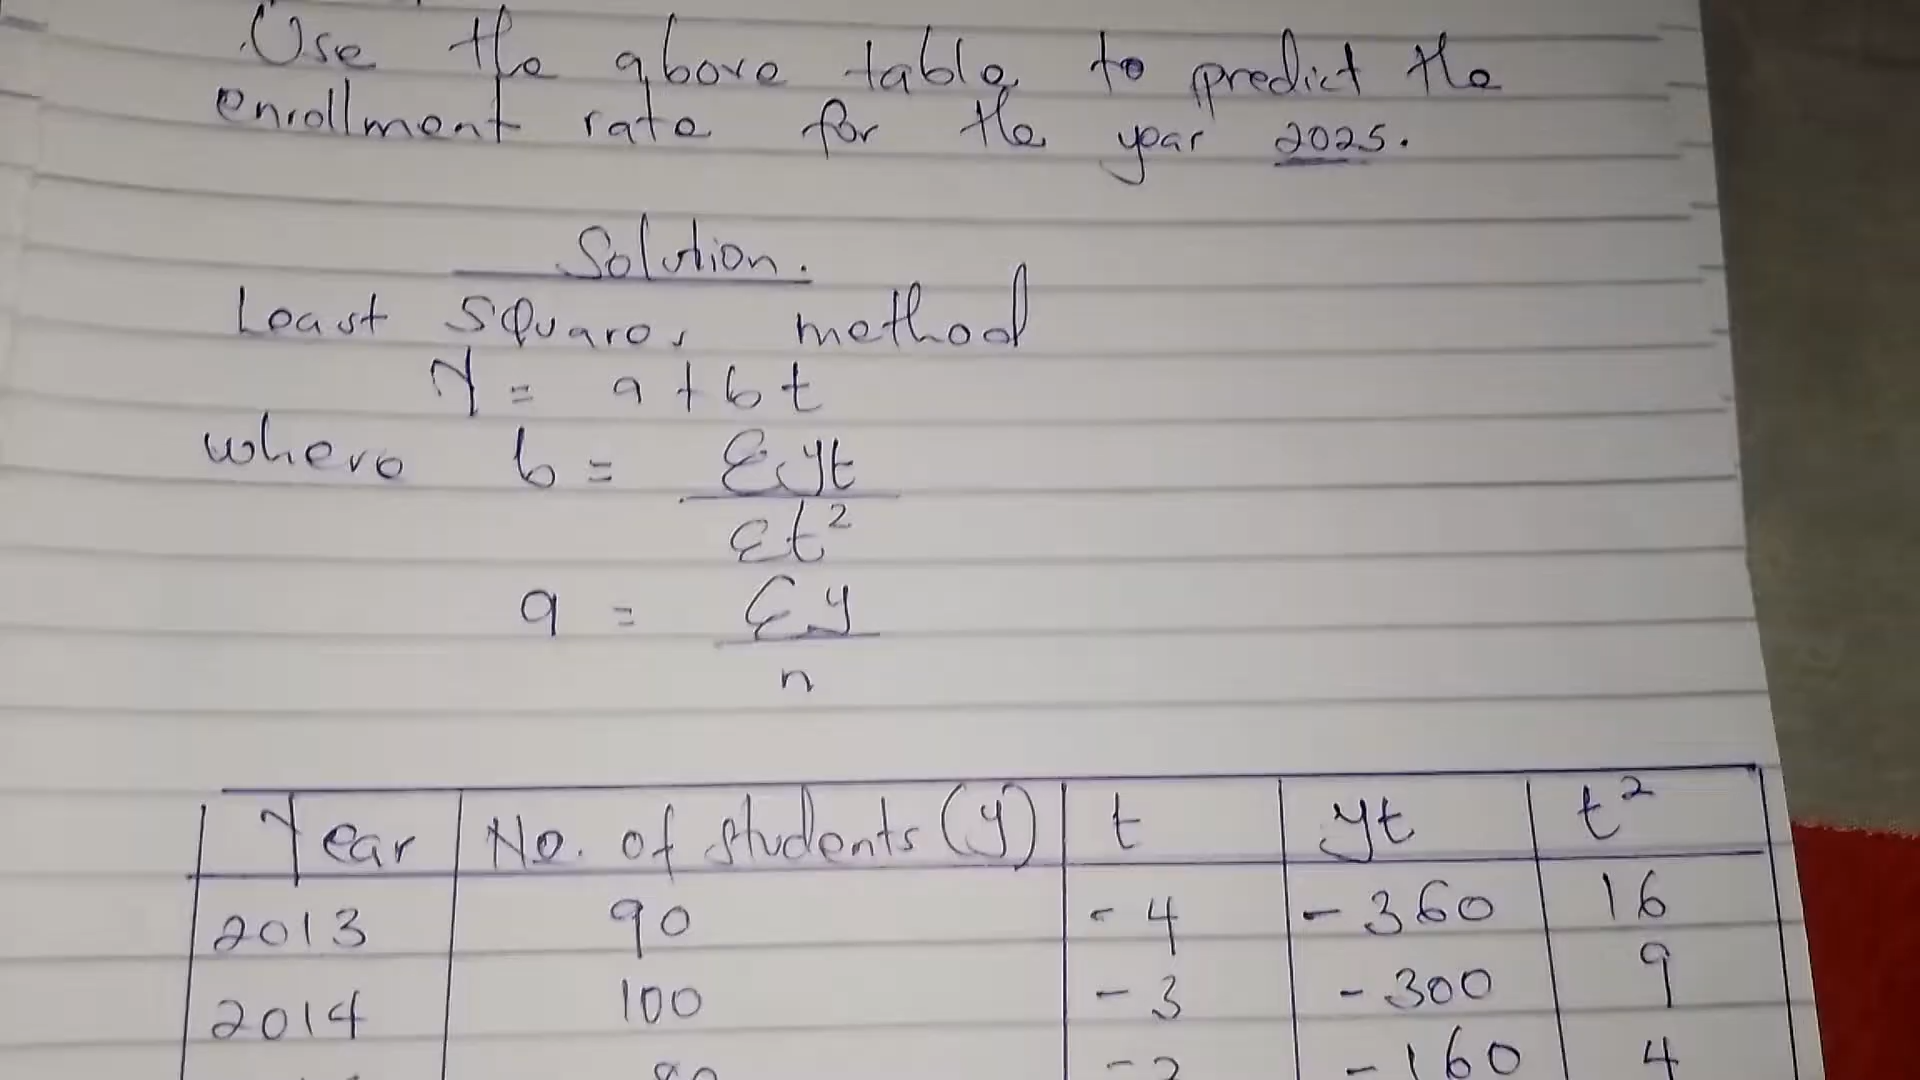 Use the above table to predict the
enrollment rate for the year 2025.
Solution.
Least squares method
Y = a + bt
where b = Σyt
Σt²
a = Σy
n
Year No. of students (y) t yt t²
2013 90 -4 -360 16
2014 100 -3 -300 9
80 -2 -160 4